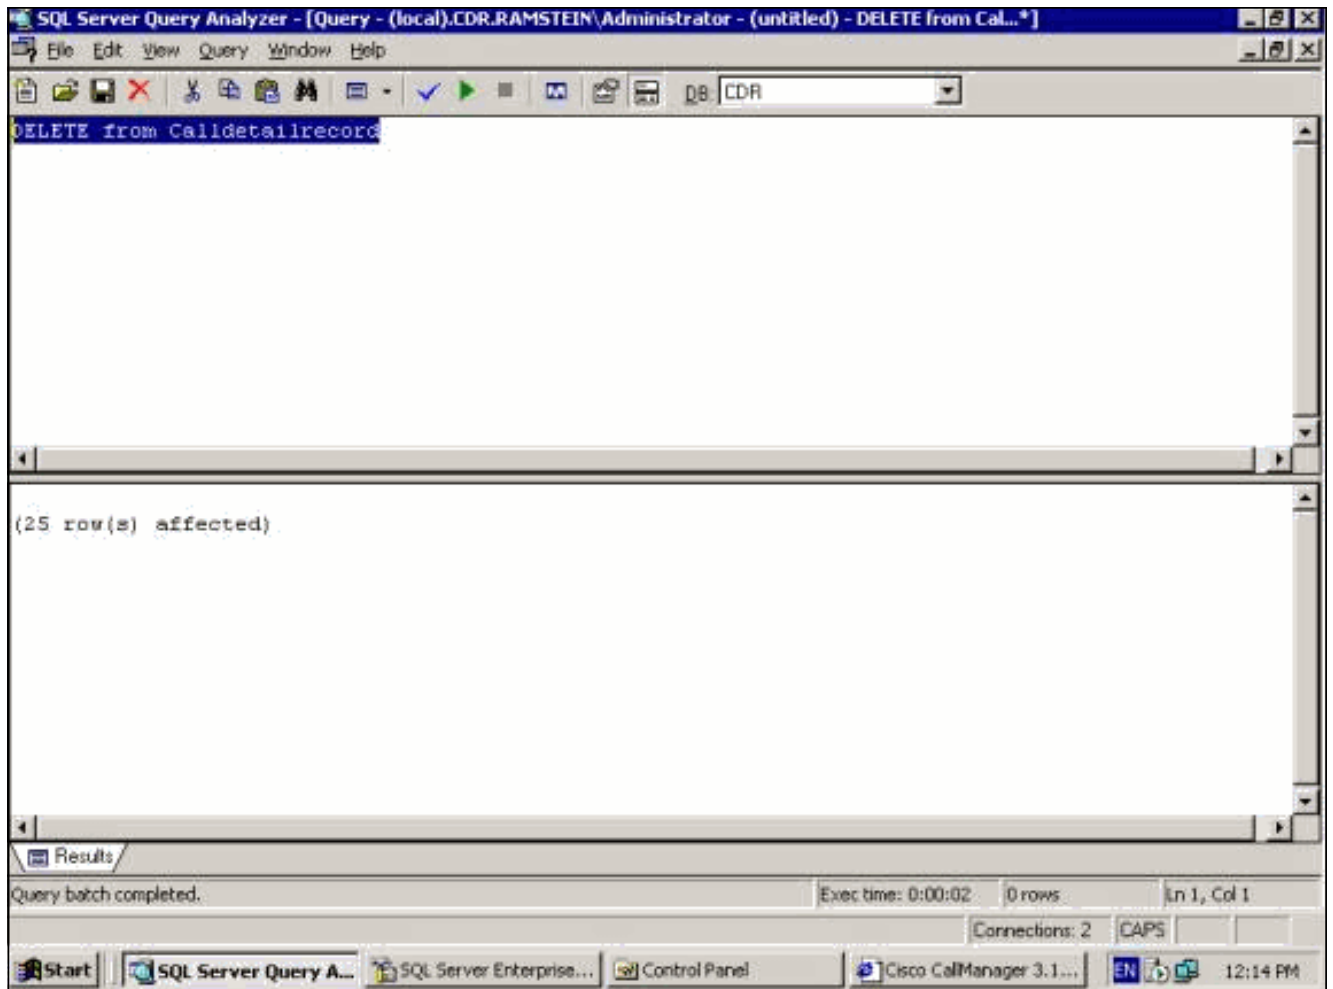 SQL Server Query Analyzer - [Query - (local).CDR.RAMSTEIN\Administrator - (untitled) - DELETE from Cal...*]
File Edit View Query Window Help
DB: CDR
DELETE from Calldetailrecord
(25 row(s) affected)
Results
Query batch completed. Exec time: 0:00:02 0 rows Ln 1, Col 1
Connections: 2 CAPS
Start SQL Server Query A... SQL Server Enterprise... Control Panel Cisco CallManager 3.1... EN 12:14 PM